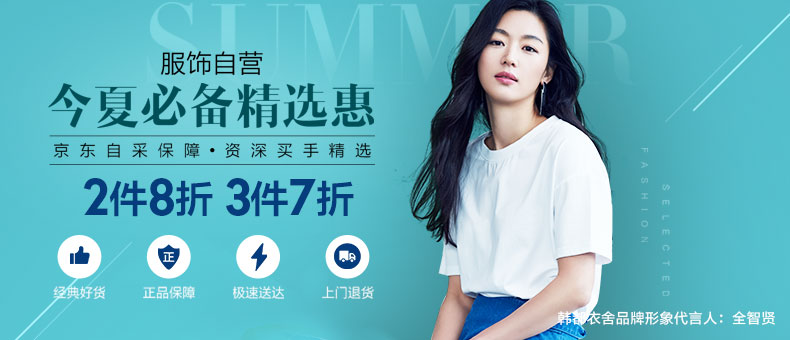 SUMMER
服饰自营
今夏必备精选惠
京东自采保障·资深买手精选
2件8折 3件7折
经典好货
正
正品保障
极速送达
上门退货
FASHION
SELECTED
韩都衣舍品牌形象代言人：全智贤